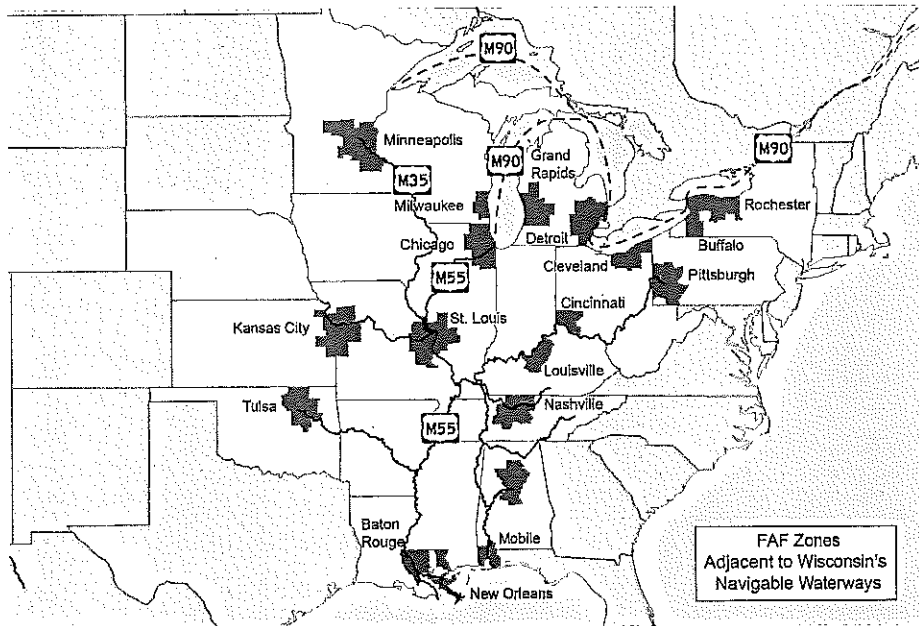 M90
Minneapolis
M90
M90
Grand
Rapids
M35
Milwaukee
Rochester
Chicago
Detroit
Buffalo
Cleveland
Pittsburgh
M55
Cincinnati
Kansas City
St. Louis
Louisville
Tulsa
Nashville
M55
Baton
Rouge
Mobile
New Orleans
FAF Zones
Adjacent to Wisconsin's
Navigable Waterways